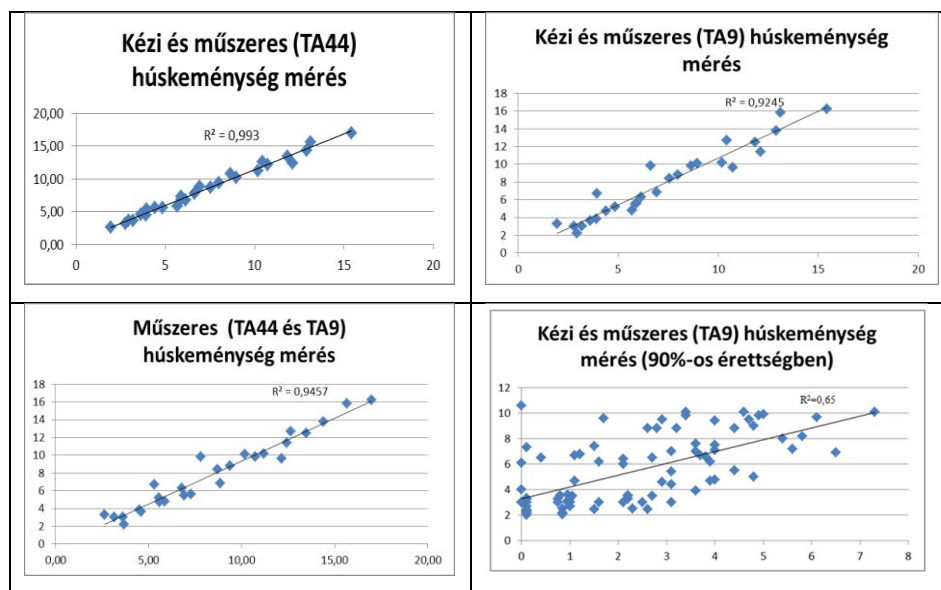 Kézi és műszeres (TA44)
húskeménység mérés
R² = 0,993
20,00
15,00
10,00
5,00
0,00
0 5 10 15 20
Kézi és műszeres (TA9) húskeménység
mérés
R² = 0,9245
18
16
14
12
10
8
6
4
2
0
0 5 10 15 20
Műszeres (TA44 és TA9)
húskeménység mérés
R² = 0,9457
18
16
14
12
10
8
6
4
2
0
0,00 5,00 10,00 15,00 20,00
Kézi és műszeres (TA9) húskeménység
mérés (90%-os érettségben)
R²=0,65
12
10
8
6
4
2
0
0 1 2 3 4 5 6 7 8